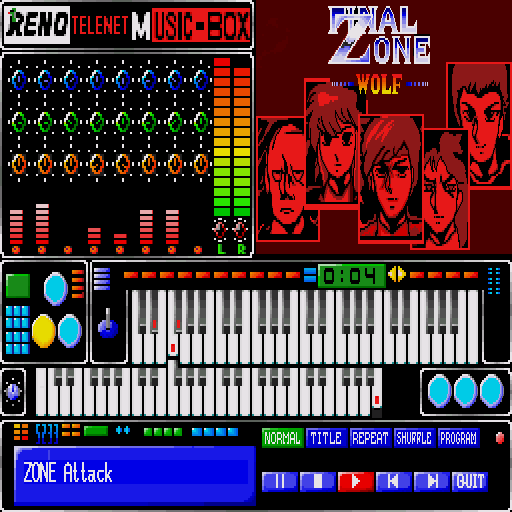 RENO TELENET MUSIC-BOX
FINAL
ZONE
WOLF
L R
0:04
NORMAL TITLE REPEAT SHUFFLE PROGRAM
ZONE Attack
QUIT